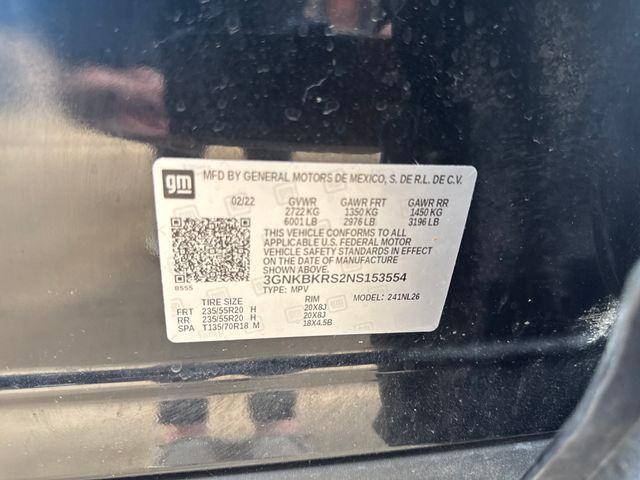 gm MFD BY GENERAL MOTORS DE MEXICO, S. DE R.L. DE C.V.
02/22 GVWR GAWR FRT GAWR RR
2722 KG 1350 KG 1450 KG
6001 LB 2976 LB 3196 LB
THIS VEHICLE CONFORMS TO ALL
APPLICABLE U.S. FEDERAL MOTOR
VEHICLE SAFETY STANDARDS IN EFFECT
ON THE DATE OF MANUFACTURE
SHOWN ABOVE.
3GNKBKRS2NS153554
8555 TYPE: MPV
TIRE SIZE RIM MODEL: 241NL26
FRT 235/55R20 H 20X8J
RR 235/55R20 H 20X8J
SPA T135/70R18 M 18X4.5B